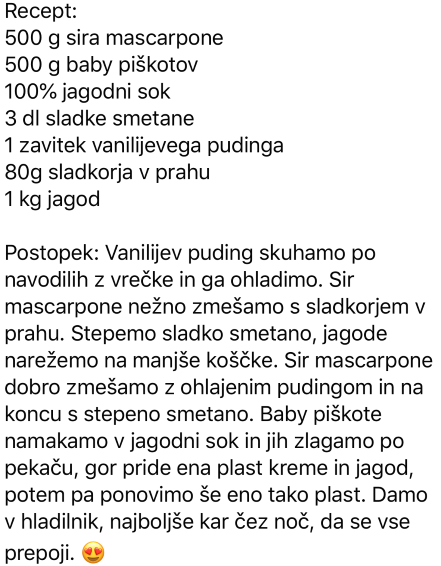 Recept:
500 g sira mascarpone
500 g baby piškotov
100% jagodni sok
3 dl sladke smetane
1 zavitek vanilijevega pudinga
80g sladkorja v prahu
1 kg jagod

Postopek: Vanilijev puding skuhamo po
navodilih z vrečke in ga ohladimo. Sir
mascarpone nežno zmešamo s sladkorjem v
prahu. Stepemo sladko smetano, jagode
narežemo na manjše koščke. Sir mascarpone
dobro zmešamo z ohlajenim pudingom in na
koncu s stepeno smetano. Baby piškote
namakamo v jagodni sok in jih zlagamo po
pekaču, gor pride ena plast kreme in jagod,
potem pa ponovimo še eno tako plast. Damo
v hladilnik, najboljše kar čez noč, da se vse
prepoji. 😍